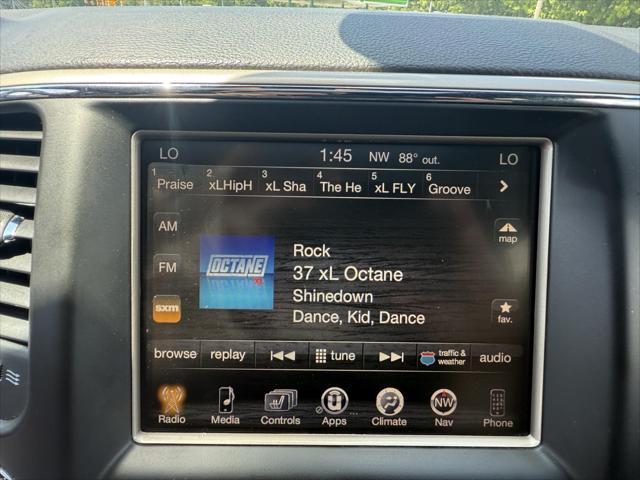 LO 1:45 NW 88° out. LO
1 Praise 2 xLHipH 3 xL Sha 4 The He 5 xL FLY 6 Groove
AM
map
FM
OCTANE
xL
Rock
37 xL Octane
Shinedown
Dance, Kid, Dance
sxm
fav.
browse replay tune traffic & weather audio
Radio Media Controls U Apps Climate NW Nav Phone